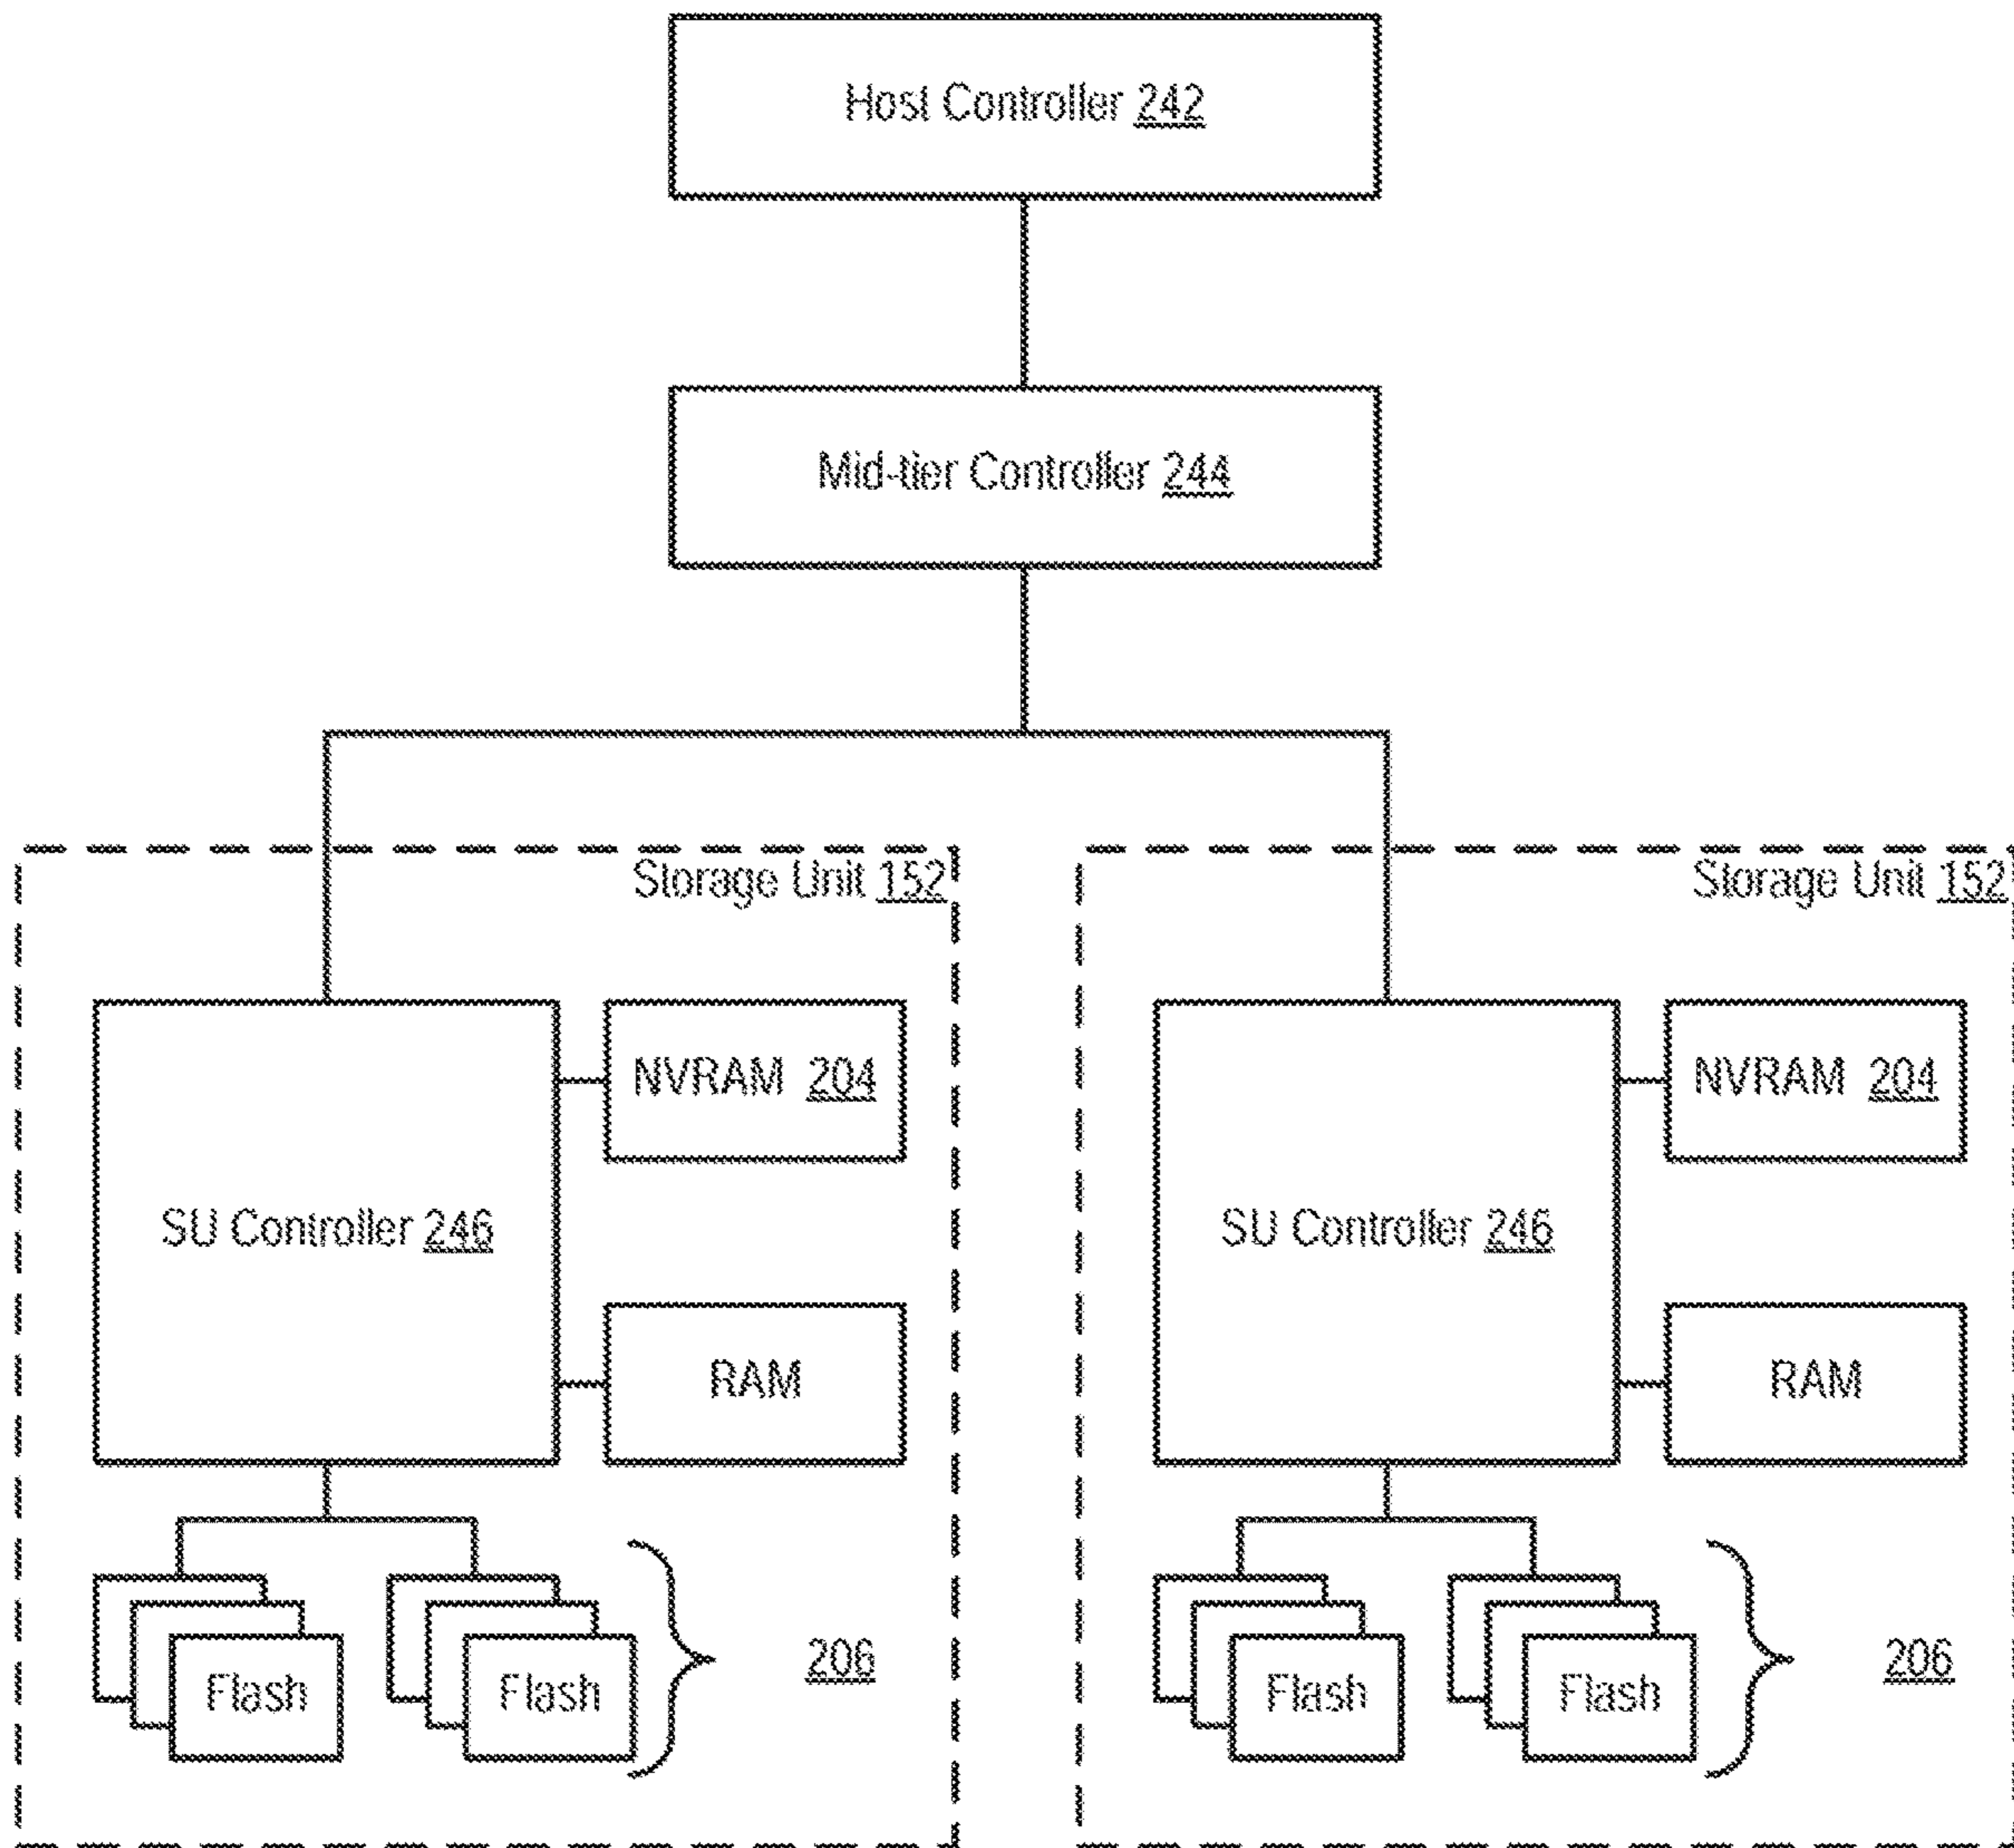 Host Controller 242
Mid-tier Controller 244
Storage Unit 152
Storage Unit 152
NVRAM 204
NVRAM 204
SU Controller 246
SU Controller 246
RAM
RAM
Flash
Flash
206
Flash
Flash
206